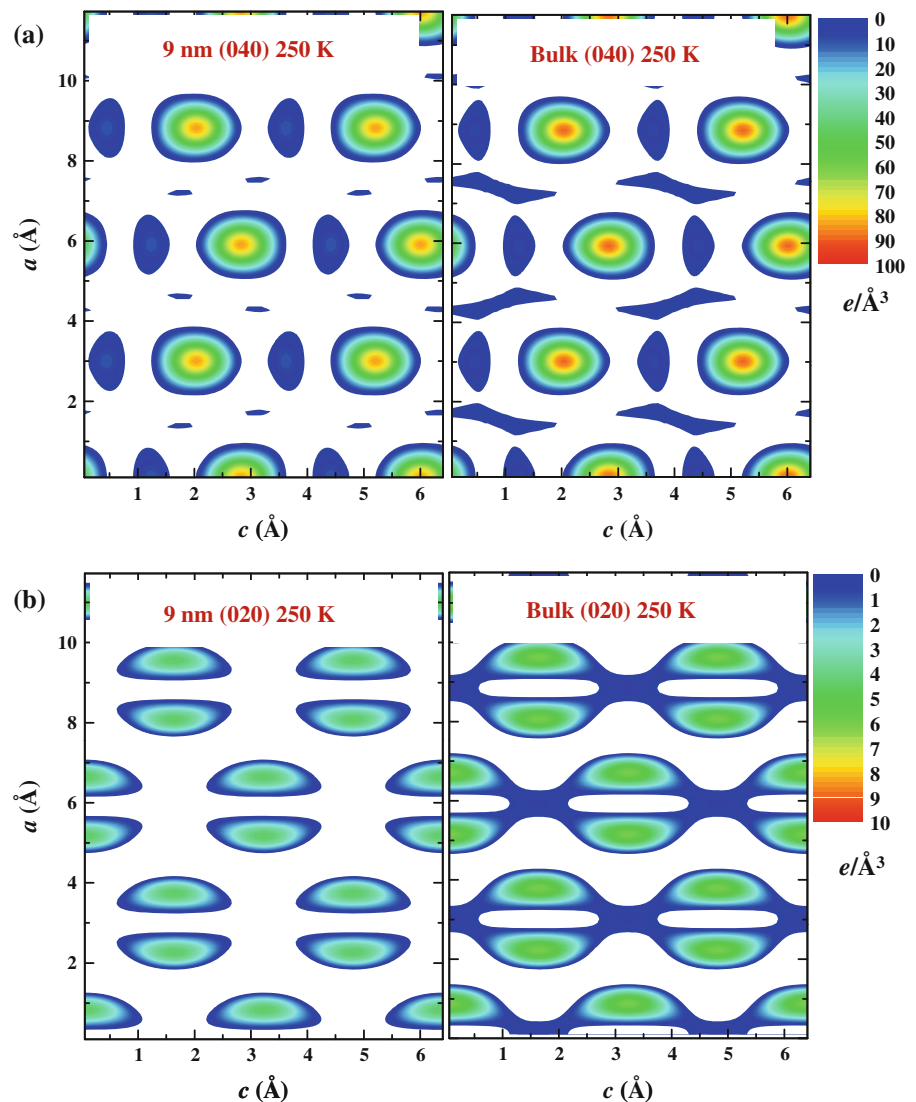 (a)
9 nm (040) 250 K
Bulk (040) 250 K
0
10
20
30
40
50
60
70
80
90
100
e/Å³
10
8
6
4
2
a (Å)
1 2 3 4 5 6
1 2 3 4 5 6
c (Å)
c (Å)
(b)
9 nm (020) 250 K
Bulk (020) 250 K
0
1
2
3
4
5
6
7
8
9
10
e/Å³
10
8
6
4
2
a (Å)
1 2 3 4 5 6
1 2 3 4 5 6
c (Å)
c (Å)